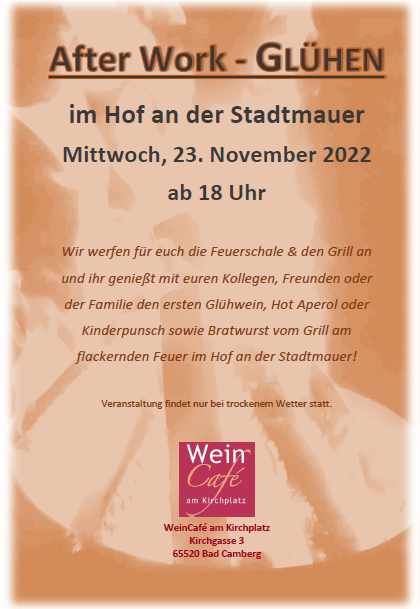 After Work - GLÜHEN
im Hof an der Stadtmauer
Mittwoch, 23. November 2022
ab 18 Uhr
Wir werfen für euch die Feuerschale & den Grill an
und ihr genießt mit euren Kollegen, Freunden oder
der Familie den ersten Glühwein, Hot Aperol oder
Kinderpunsch sowie Bratwurst vom Grill am
flackernden Feuer im Hof an der Stadtmauer!
Veranstaltung findet nur bei trockenem Wetter statt.
Wein
Café
am Kirchplatz
WeinCafé am Kirchplatz
Kirchgasse 3
65520 Bad Camberg